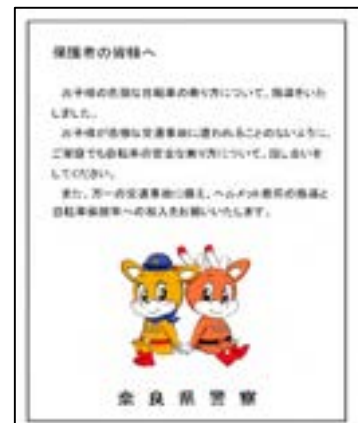 保護者の皆様へ
お子様の危険な自転車の乗り方について、指導をいた
しました。
お子様が危険な交通事故に遭われることのないように、
ご家庭でも自転車の安全な乗り方について、話し合いを
してください。
また、万一の交通事故に備え、ヘルメット着用の指導と
自転車保険等への加入をお願いいたします。
奈良県警察